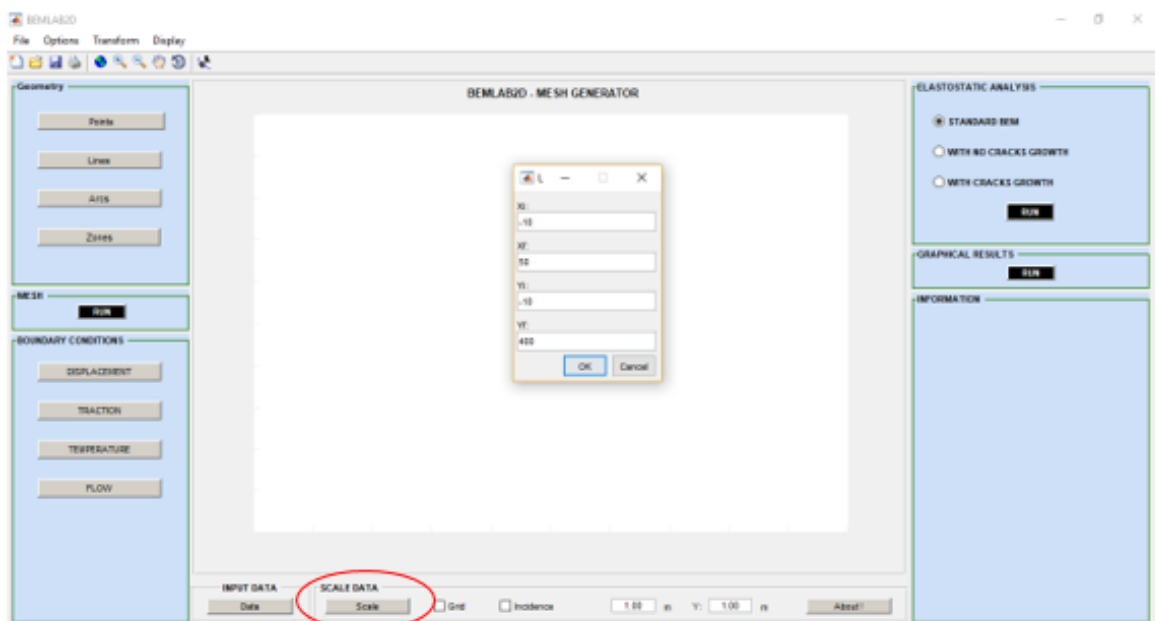 BEMLAB2D
File Options Transform Display
Geometry
Points
Lines
Arcs
Zones
MESH
RUN
BOUNDARY CONDITIONS
DISPLACEMENT
TRACTION
TEMPERATURE
FLOW
BEMLAB2D - MESH GENERATOR
L
Xi:
-10
Xf:
50
Yi:
-10
Yf:
400
OK Cancel
INPUT DATA
Data
SCALE DATA
Scale
Grid
Incidence
1.00 m Y: 1.00 m
About!!
ELASTOSTATIC ANALYSIS
STANDARD BEM
WITH NO CRACKS GROWTH
WITH CRACKS GROWTH
RUN
GRAPHICAL RESULTS
RUN
INFORMATION